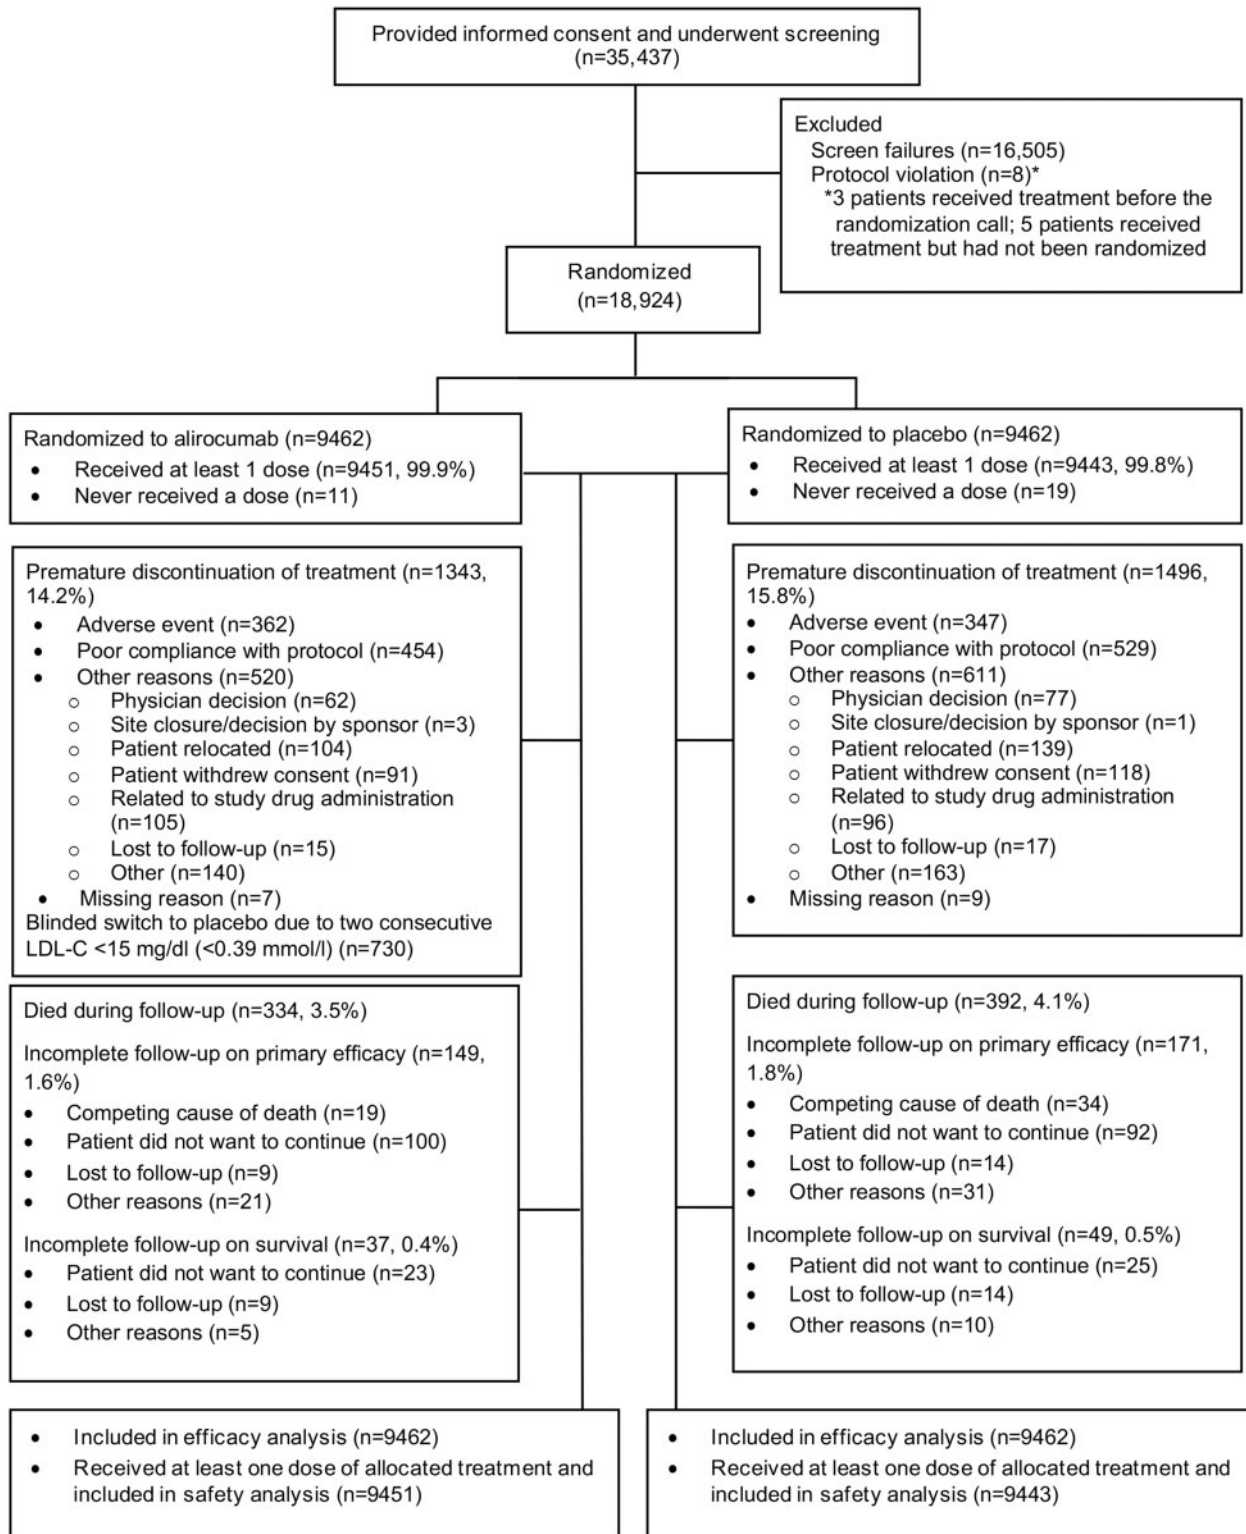 Provided informed consent and underwent screening
(n=35,437)
Excluded
Screen failures (n=16,505)
Protocol violation (n=8)*
*3 patients received treatment before the
randomization call; 5 patients received
treatment but had not been randomized
Randomized
(n=18,924)
Randomized to alirocumab (n=9462)
• Received at least 1 dose (n=9451, 99.9%)
• Never received a dose (n=11)
Randomized to placebo (n=9462)
• Received at least 1 dose (n=9443, 99.8%)
• Never received a dose (n=19)
Premature discontinuation of treatment (n=1343,
14.2%)
• Adverse event (n=362)
• Poor compliance with protocol (n=454)
• Other reasons (n=520)
o Physician decision (n=62)
o Site closure/decision by sponsor (n=3)
o Patient relocated (n=104)
o Patient withdrew consent (n=91)
o Related to study drug administration
(n=105)
o Lost to follow-up (n=15)
o Other (n=140)
• Missing reason (n=7)
Blinded switch to placebo due to two consecutive
LDL-C <15 mg/dl (<0.39 mmol/l) (n=730)
Premature discontinuation of treatment (n=1496,
15.8%)
• Adverse event (n=347)
• Poor compliance with protocol (n=529)
• Other reasons (n=611)
o Physician decision (n=77)
o Site closure/decision by sponsor (n=1)
o Patient relocated (n=139)
o Patient withdrew consent (n=118)
o Related to study drug administration
(n=96)
o Lost to follow-up (n=17)
o Other (n=163)
• Missing reason (n=9)
Died during follow-up (n=334, 3.5%)
Incomplete follow-up on primary efficacy (n=149,
1.6%)
• Competing cause of death (n=19)
• Patient did not want to continue (n=100)
• Lost to follow-up (n=9)
• Other reasons (n=21)
Incomplete follow-up on survival (n=37, 0.4%)
• Patient did not want to continue (n=23)
• Lost to follow-up (n=9)
• Other reasons (n=5)
Died during follow-up (n=392, 4.1%)
Incomplete follow-up on primary efficacy (n=171,
1.8%)
• Competing cause of death (n=34)
• Patient did not want to continue (n=92)
• Lost to follow-up (n=14)
• Other reasons (n=31)
Incomplete follow-up on survival (n=49, 0.5%)
• Patient did not want to continue (n=25)
• Lost to follow-up (n=14)
• Other reasons (n=10)
• Included in efficacy analysis (n=9462)
• Received at least one dose of allocated treatment and
included in safety analysis (n=9451)
• Included in efficacy analysis (n=9462)
• Received at least one dose of allocated treatment and
included in safety analysis (n=9443)